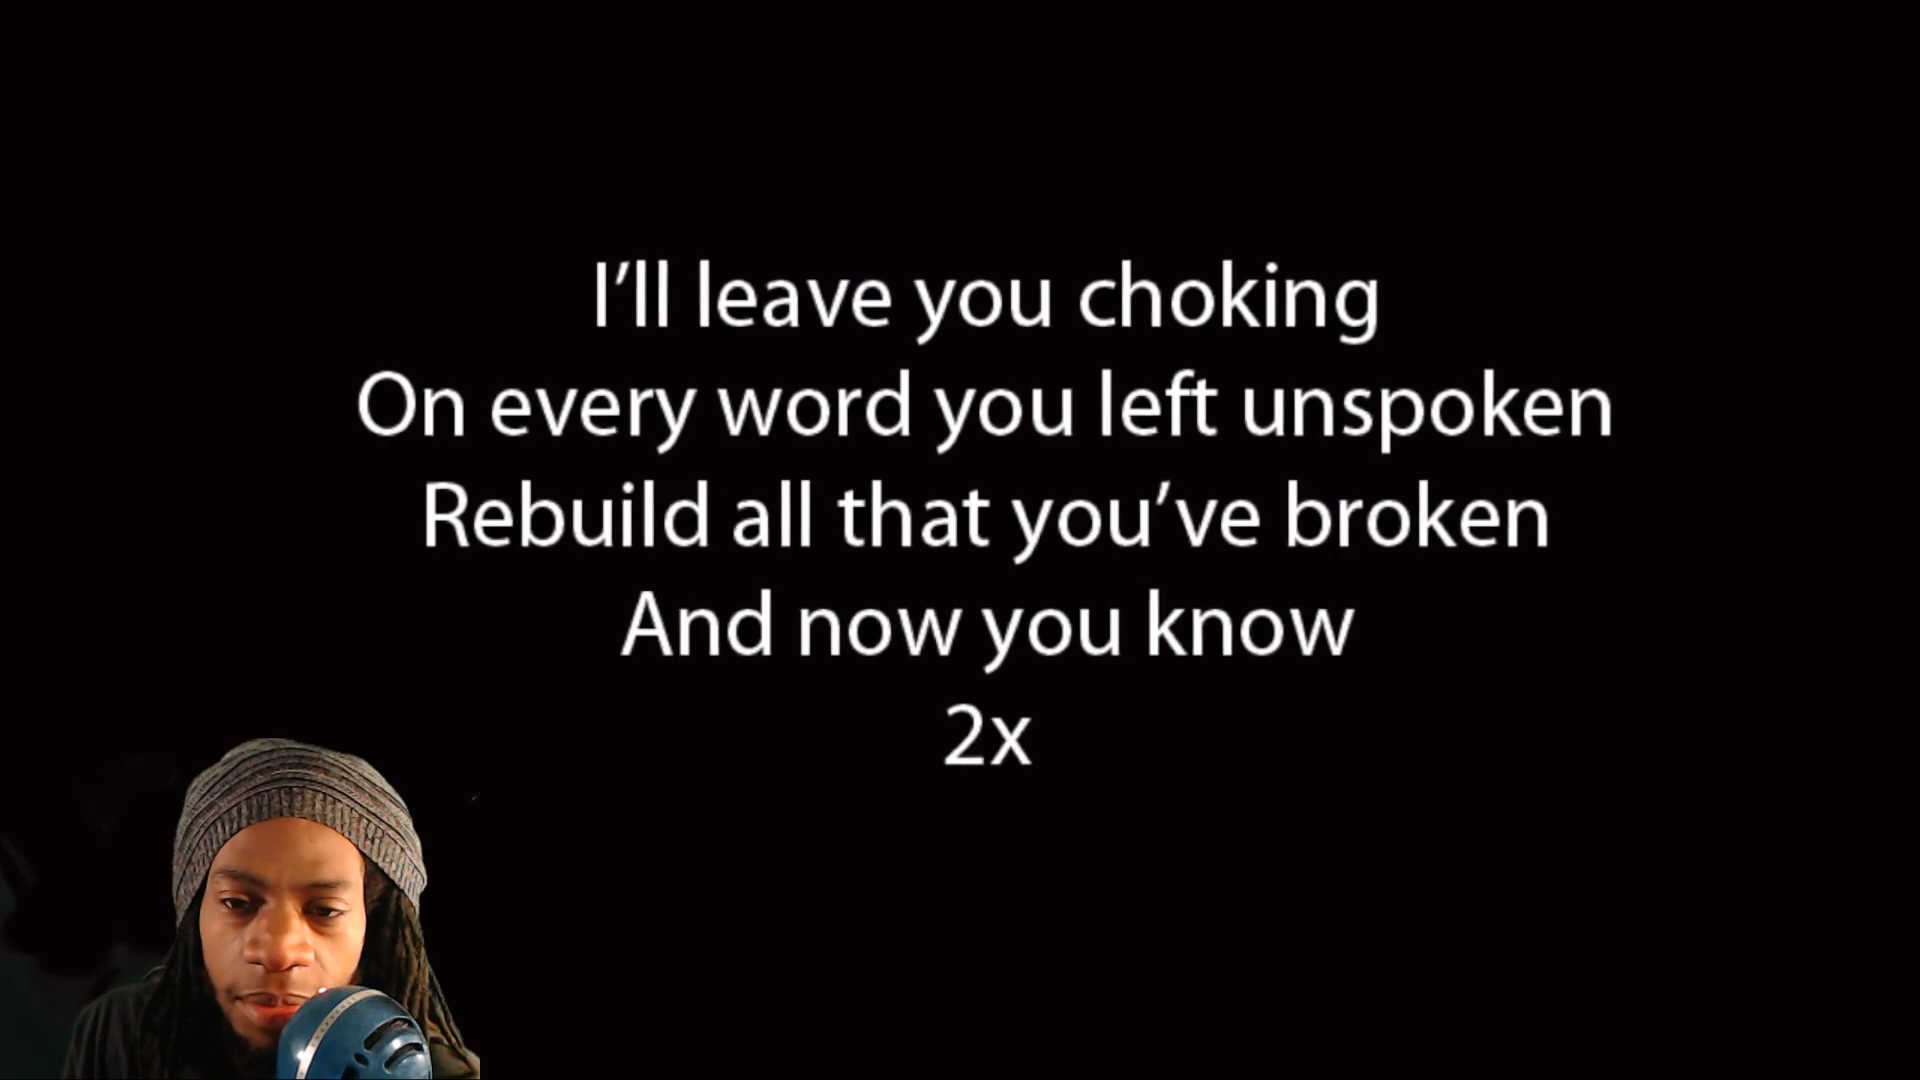 I’ll leave you choking
On every word you left unspoken
Rebuild all that you’ve broken
And now you know
2x